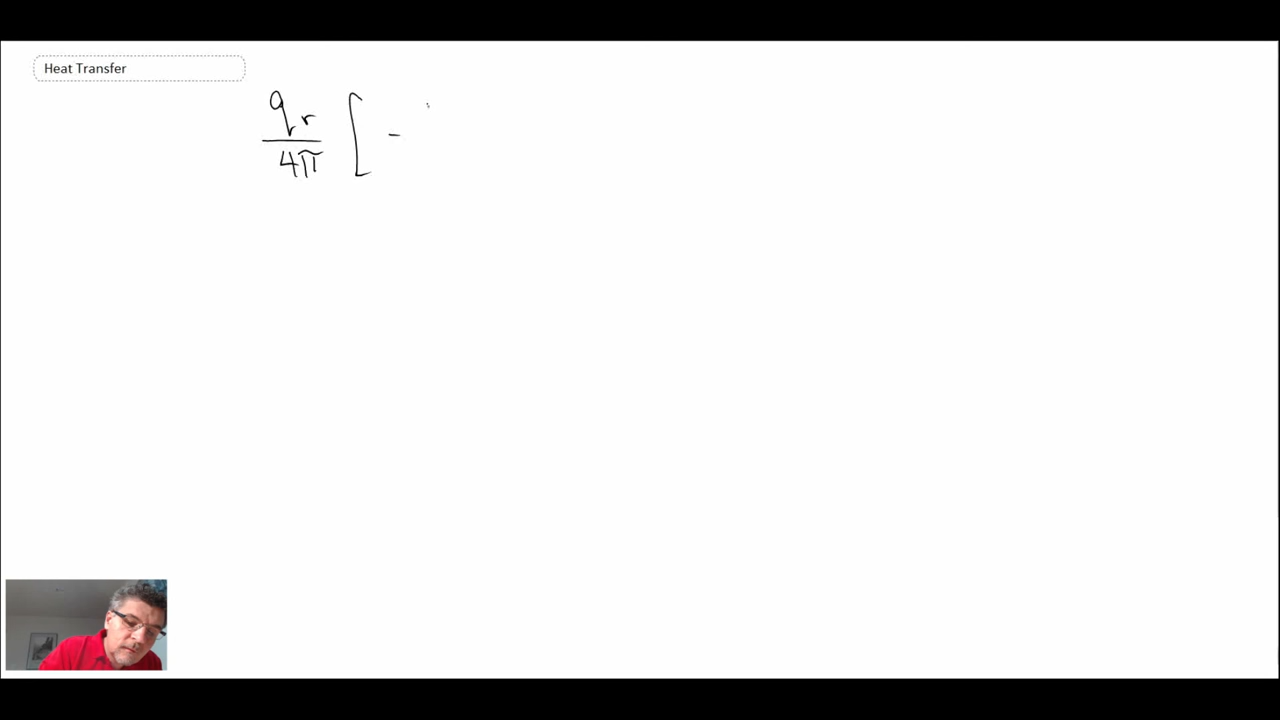 Heat Transfer
qr [ -
4π